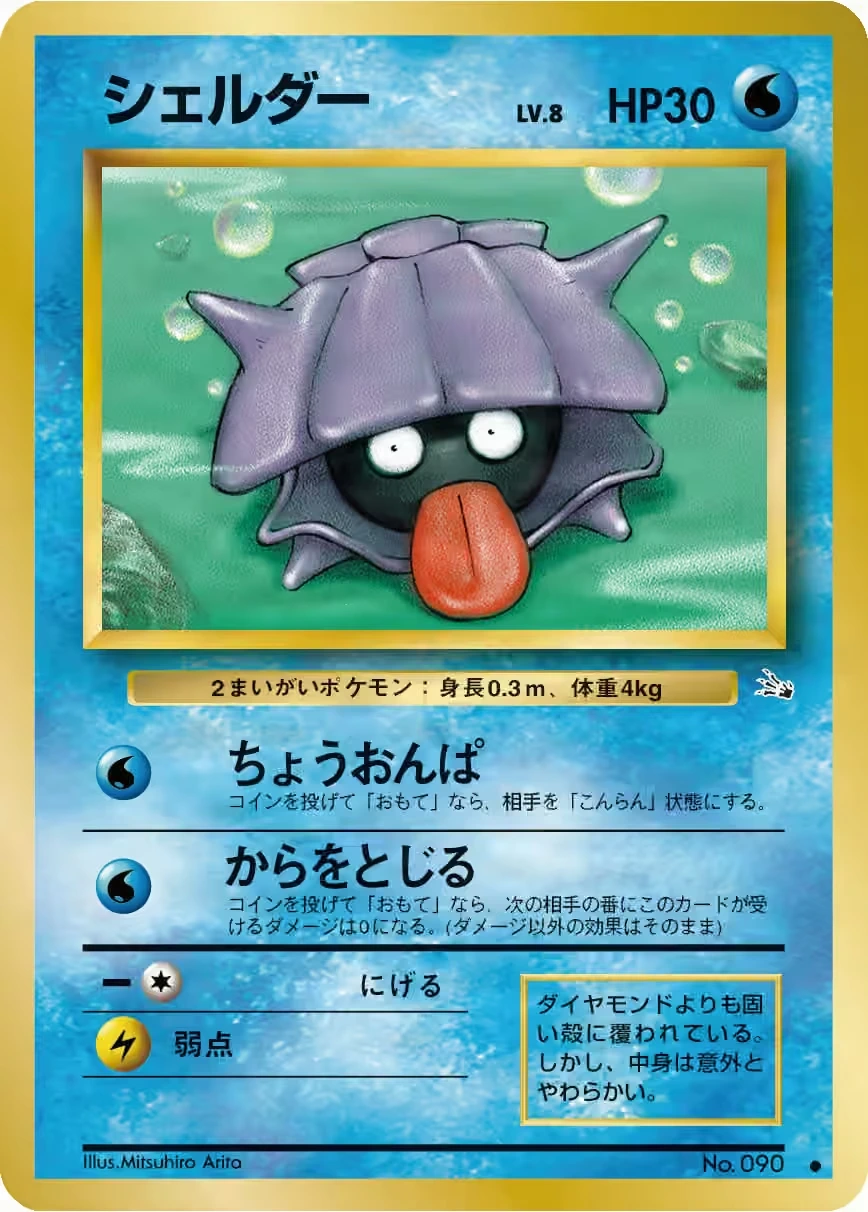 シェルダー LV.8 HP30
2まいがいポケモン：身長0.3m、体重4kg
ちょうおんぱ
コインを投げて「おもて」なら、相手を「こんらん」状態にする。
からをとじる
コインを投げて「おもて」なら、次の相手の番にこのカードが受
けるダメージは0になる。(ダメージ以外の効果はそのまま)
にげる
弱点
ダイヤモンドよりも固
い殻に覆われている。
しかし、中身は意外と
やわらかい。
Illus.Mitsuhiro Arita No.090